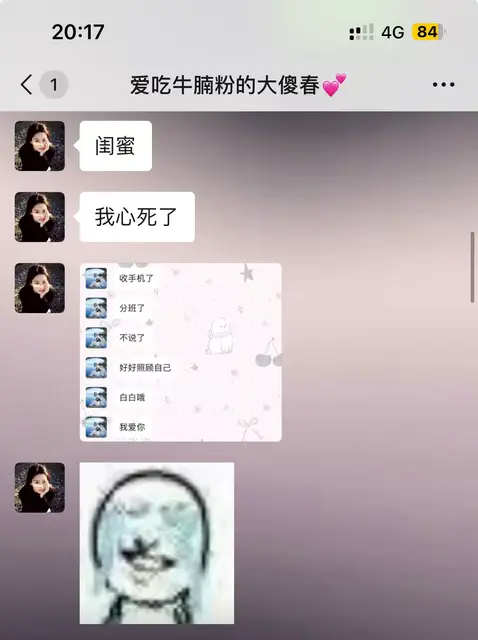 20:17
4G
84
1
爱吃牛腩粉的大傻春💕
闺蜜
我心死了
收手机了
分班了
不说了
好好照顾自己
白白哦
我爱你